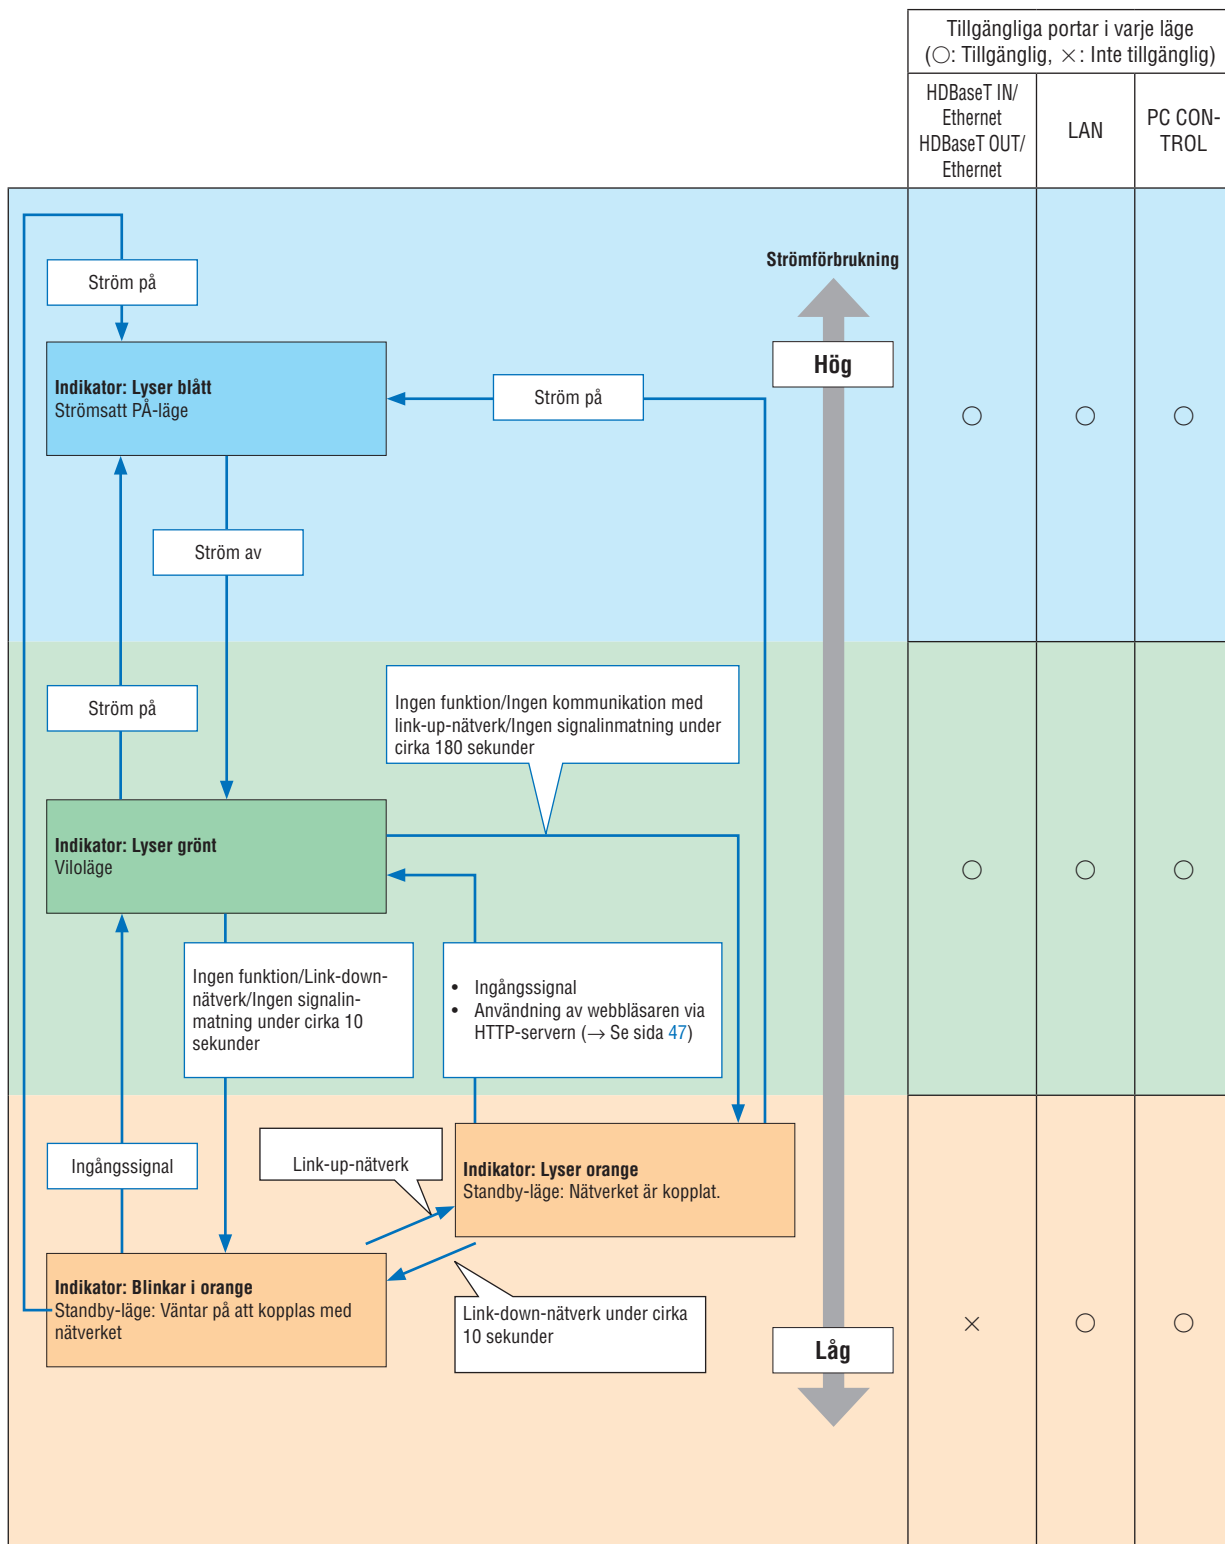 Tillgängliga portar i varje läge
(○: Tillgänglig, ×: Inte tillgänglig)
HDBaseT IN/
Ethernet
HDBaseT OUT/
Ethernet
LAN
PC CON-
TROL
Ström på
Strömförbrukning
Hög
Indikator: Lyser blått
Strömsatt PÅ-läge
Ström på
○
○
○
Ström av
Ström på
Ingen funktion/Ingen kommunikation med
link-up-nätverk/Ingen signalinmatning under
cirka 180 sekunder
Indikator: Lyser grönt
Viloläge
○
○
○
Ingen funktion/Link-down-
nätverk/Ingen signalin-
matning under cirka 10
sekunder
• Ingångssignal
• Användning av webbläsaren via
HTTP-servern (→ Se sida 47)
Ingångssignal
Link-up-nätverk
Indikator: Lyser orange
Standby-läge: Nätverket är kopplat.
Indikator: Blinkar i orange
Standby-läge: Väntar på att kopplas med
nätverket
Link-down-nätverk under cirka
10 sekunder
Låg
×
○
○